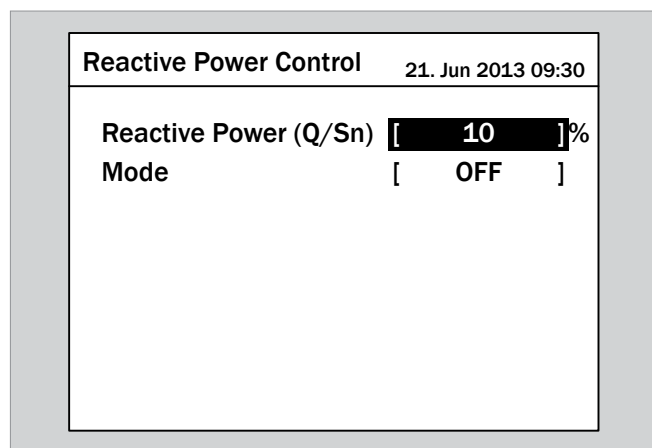 Reactive Power Control 21. Jun 2013 09:30
Reactive Power (Q/Sn) [ 10 ]%
Mode [ OFF ]